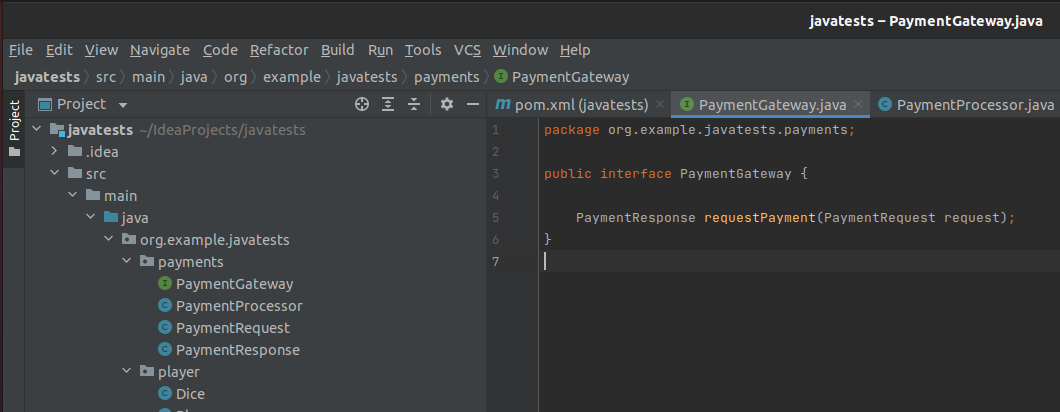 javatests – PaymentGateway.java
File Edit View Navigate Code Refactor Build Run Tools VCS Window Help
javatests src main java org example javatests payments I PaymentGateway
Project
Project
m pom.xml (javatests) I PaymentGateway.java C PaymentProcessor.java
javatests ~/IdeaProjects/javatests
.idea
src
main
java
org.example.javatests
payments
I PaymentGateway
C PaymentProcessor
C PaymentRequest
C PaymentResponse
player
C Dice
1 package org.example.javatests.payments;
2
3 public interface PaymentGateway {
4
5 PaymentResponse requestPayment(PaymentRequest request);
6 }
7